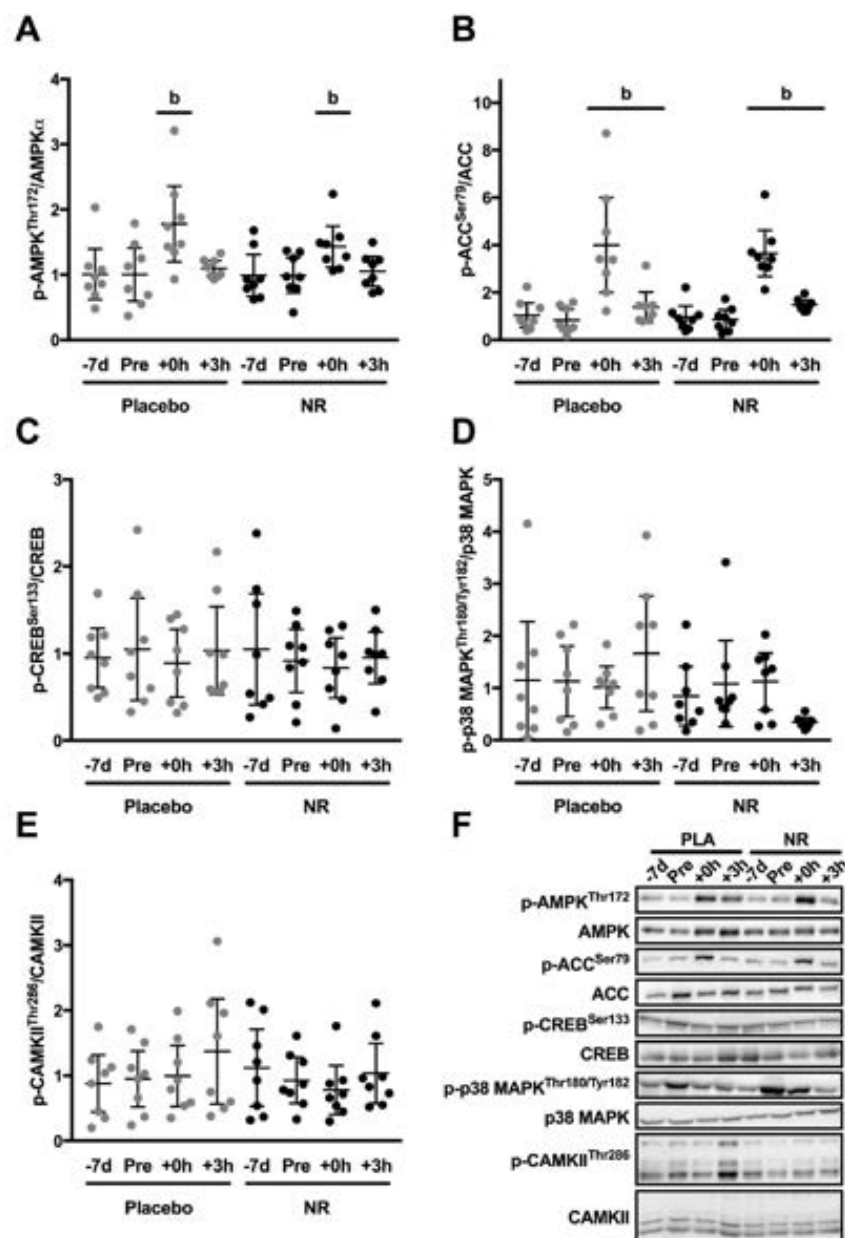 A
p-AMPKThr172/AMPKα
4
3
2
1
0
b
b
-7d Pre +0h +3h -7d Pre +0h +3h
Placebo NR
B
p-ACCSer79/ACC
10
8
6
4
2
0
b
b
-7d Pre +0h +3h -7d Pre +0h +3h
Placebo NR
C
p-CREBSer133/CREB
3
2
1
0
-7d Pre +0h +3h -7d Pre +0h +3h
Placebo NR
D
p-p38 MAPKThr180/Tyr182/p38 MAPK
5
4
3
2
1
0
-7d Pre +0h +3h -7d Pre +0h +3h
Placebo NR
E
p-CAMKIIThr286/CAMKII
4
3
2
1
0
-7d Pre +0h +3h -7d Pre +0h +3h
Placebo NR
F
PLA NR
-7d Pre +0h +3h -7d Pre +0h +3h
p-AMPKThr172
AMPK
p-ACCSer79
ACC
p-CREBSer133
CREB
p-p38 MAPKThr180/Tyr182
p38 MAPK
p-CAMKIIThr286
CAMKII